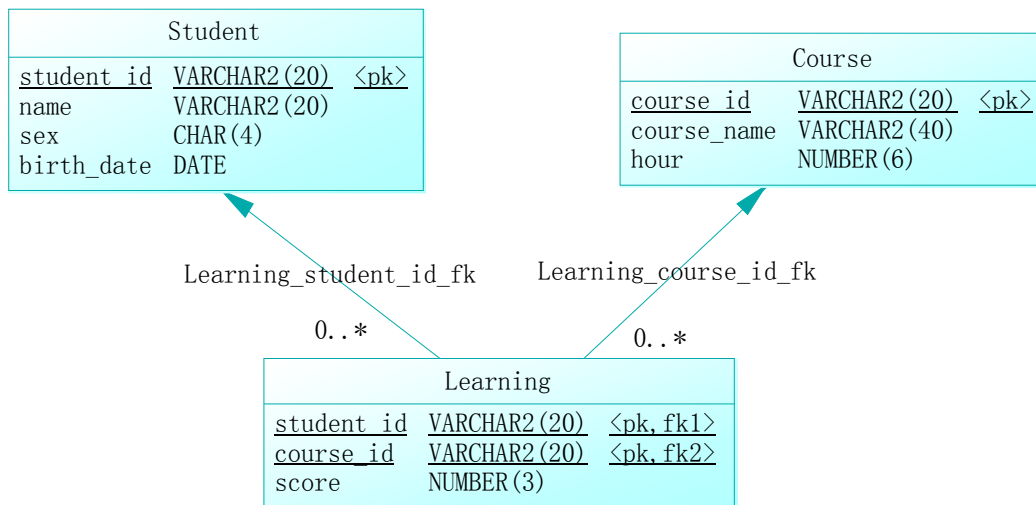 Student
student_id VARCHAR2(20) <pk>
name VARCHAR2(20)
sex CHAR(4)
birth_date DATE
Course
course_id VARCHAR2(20) <pk>
course_name VARCHAR2(40)
hour NUMBER(6)
Learning_student_id_fk
Learning_course_id_fk
0..*
0..*
Learning
student_id VARCHAR2(20) <pk,fk1>
course_id VARCHAR2(20) <pk,fk2>
score NUMBER(3)